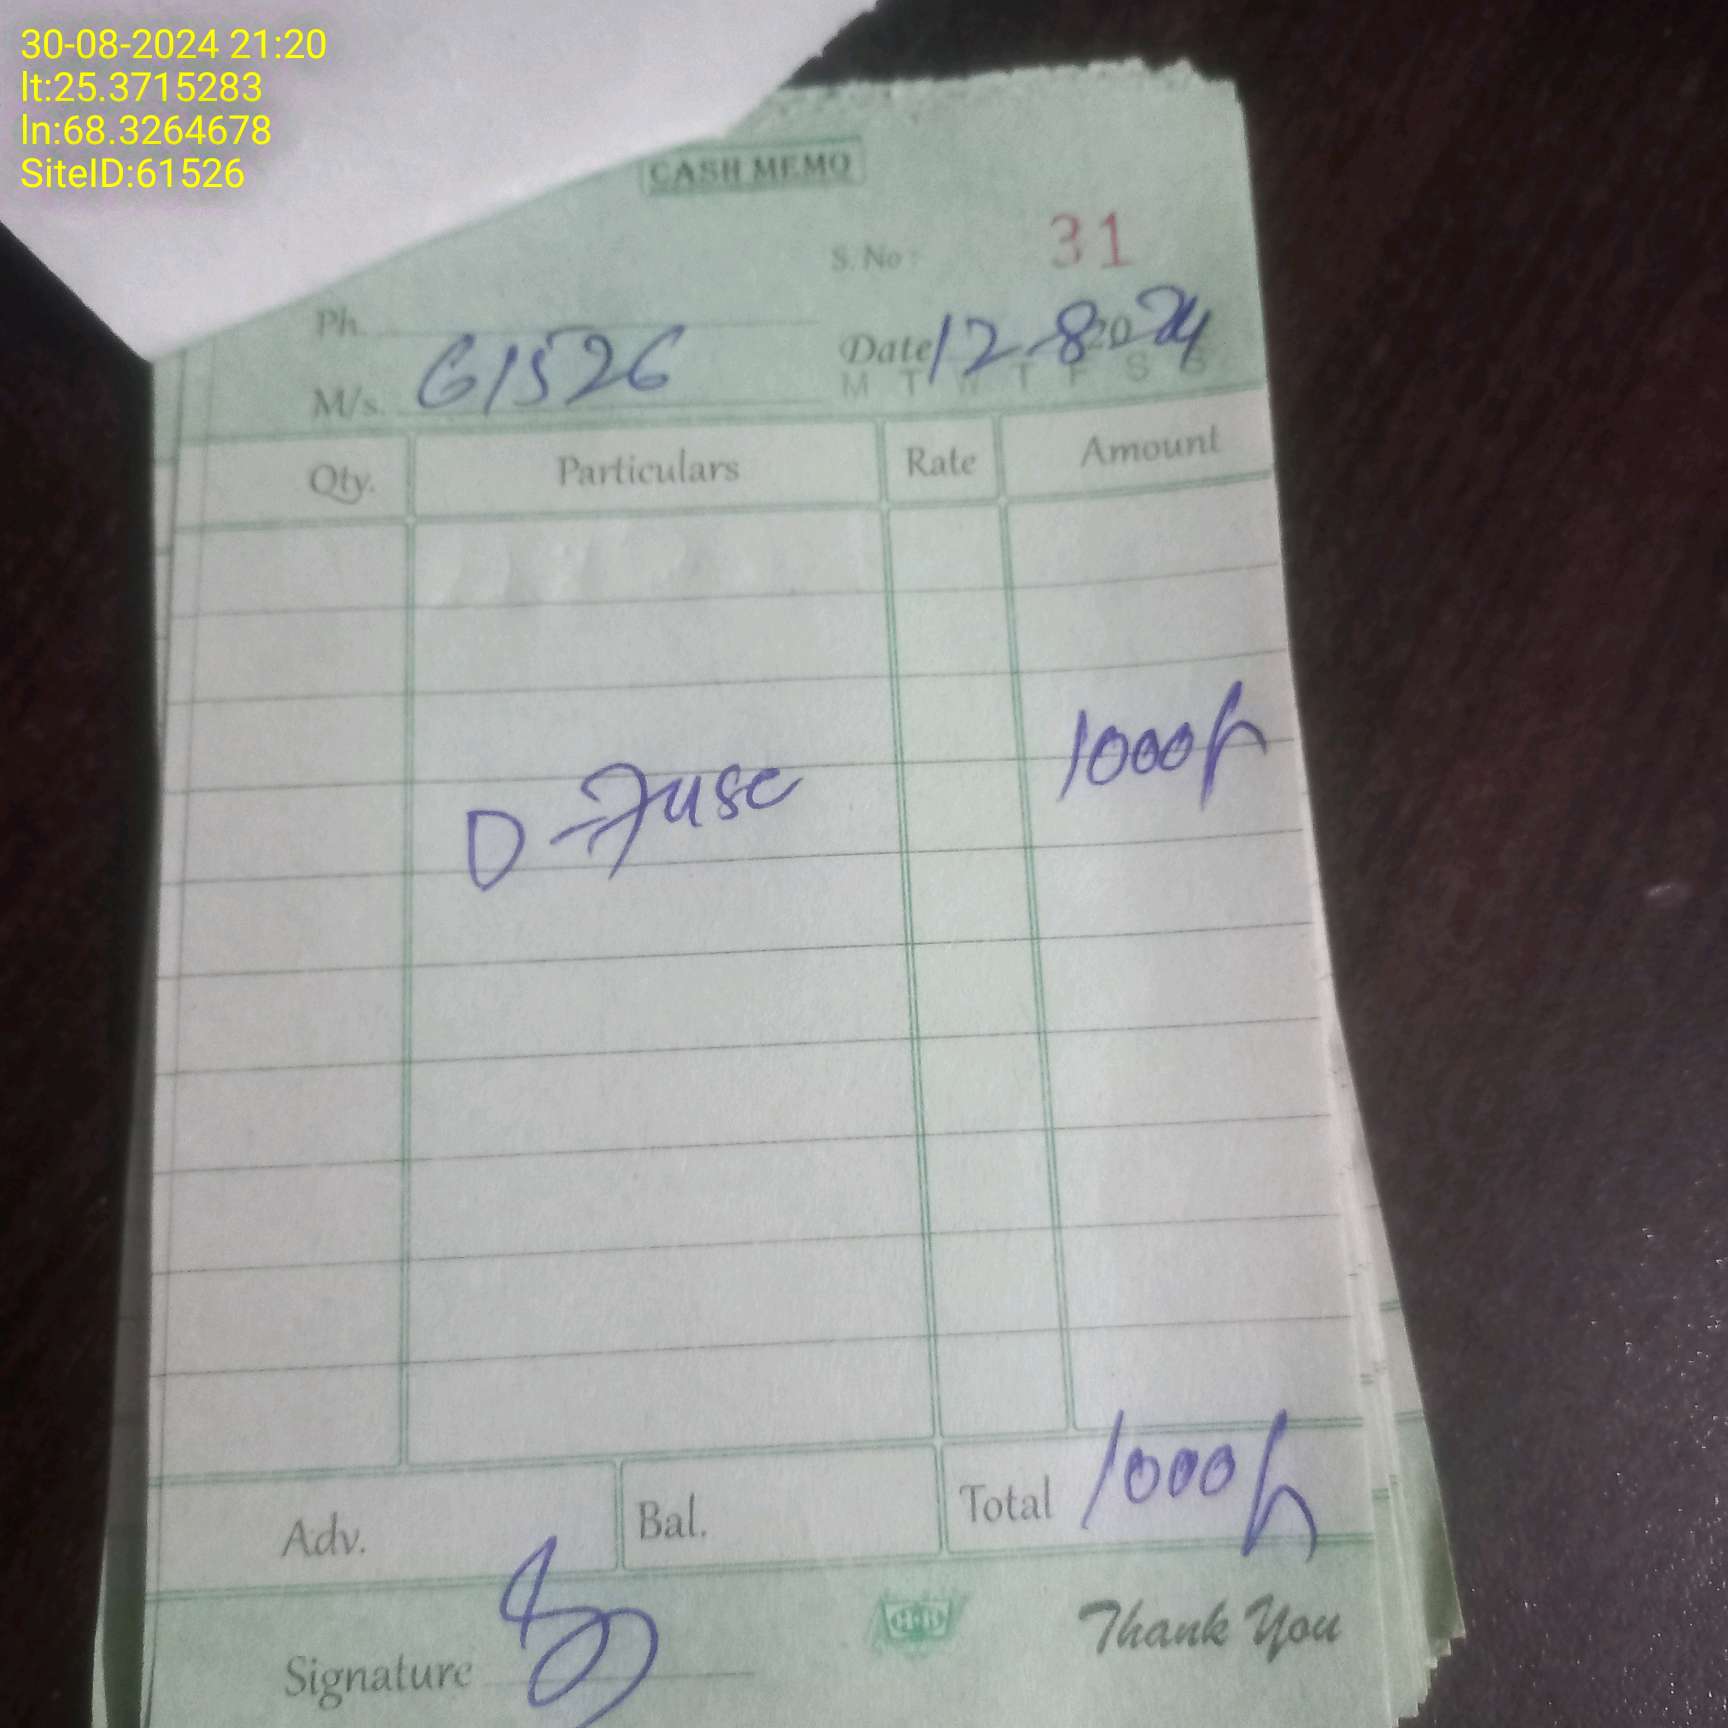 30-08-2024 21:20
lt:25.3715283
ln:68.3264678
SiteID:61526
CASH MEMO
S. No : 31
Ph.
Date 12-8-2024
M/s. 61526
M T W T F S S
Qty. Particulars Rate Amount
D-Fuse 1000/-
Adv. Bal. Total 1000/-
Signature
H-B
Thank You